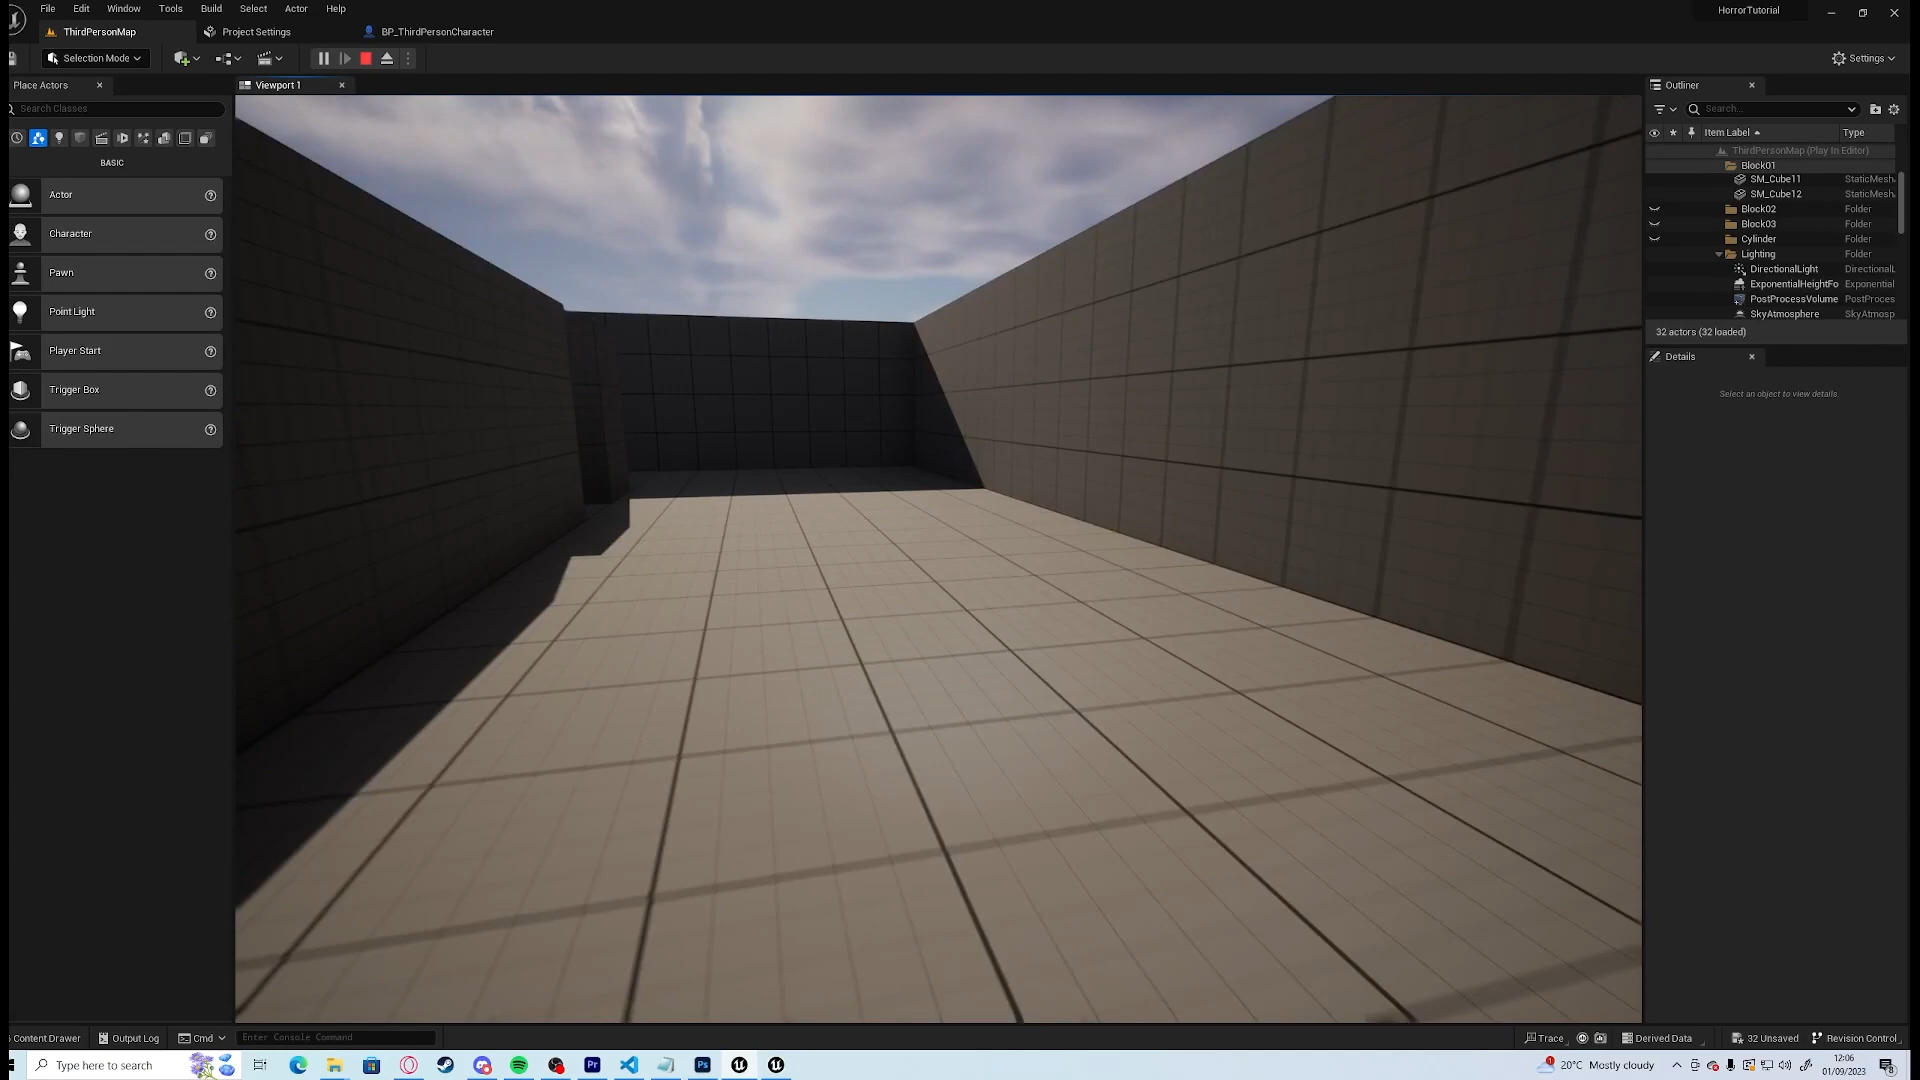 File Edit Window Tools Build Select Actor Help
HorrorTutorial
ThirdPersonMap Project Settings BP_ThirdPersonCharacter
Selection Mode
Settings
Place Actors
Viewport 1
Outliner
Search Classes
Search...
Item Label Type
BASIC
ThirdPersonMap (Play In Editor)
Block01
SM_Cube11 StaticMesh
SM_Cube12 StaticMesh
Block02 Folder
Block03 Folder
Cylinder Folder
Lighting Folder
DirectionalLight DirectionalL
ExponentialHeightFo Exponential
PostProcessVolume PostProces
SkyAtmosphere SkyAtmosp
32 actors (32 loaded)
Details
Select an object to view details.
Actor
Character
Pawn
Point Light
Player Start
Trigger Box
Trigger Sphere
Content Drawer Output Log Cmd Enter Console Command
Trace Derived Data 32 Unsaved Revision Control
Type here to search
Pr
Ps
1
20°C Mostly cloudy
12:06
01/09/2023
8